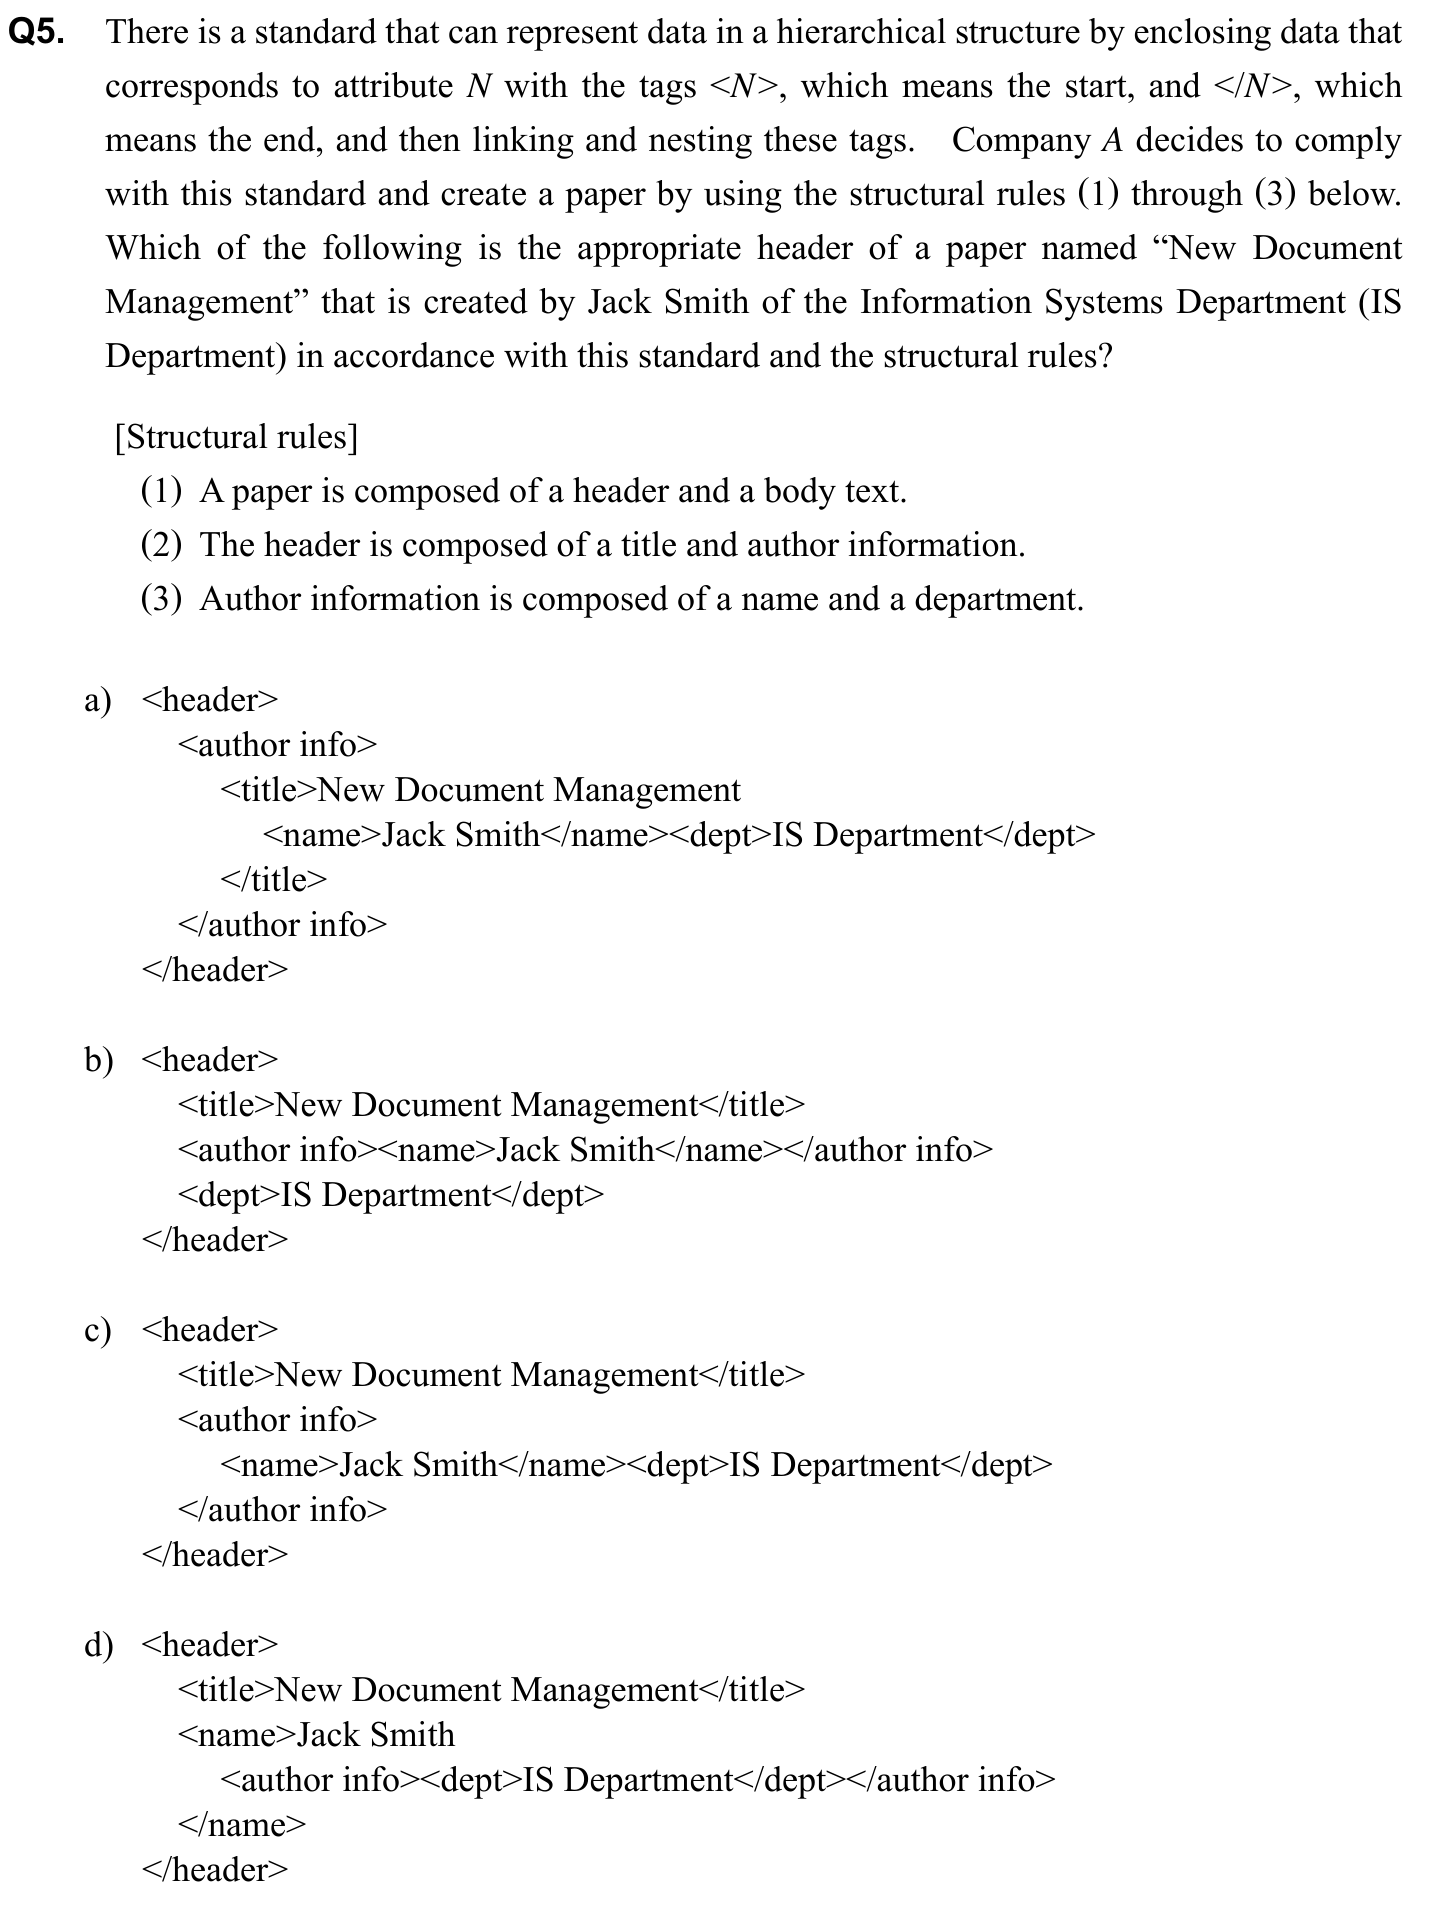 Q5. There is a standard that can represent data in a hierarchical structure by enclosing data that
corresponds to attribute N with the tags <N>, which means the start, and </N>, which
means the end, and then linking and nesting these tags. Company A decides to comply
with this standard and create a paper by using the structural rules (1) through (3) below.
Which of the following is the appropriate header of a paper named “New Document
Management” that is created by Jack Smith of the Information Systems Department (IS
Department) in accordance with this standard and the structural rules?
[Structural rules]
(1) A paper is composed of a header and a body text.
(2) The header is composed of a title and author information.
(3) Author information is composed of a name and a department.
a) <header>
<author info>
<title>New Document Management
<name>Jack Smith</name><dept>IS Department</dept>
</title>
</author info>
</header>
b) <header>
<title>New Document Management</title>
<author info><name>Jack Smith</name></author info>
<dept>IS Department</dept>
</header>
c) <header>
<title>New Document Management</title>
<author info>
<name>Jack Smith</name><dept>IS Department</dept>
</author info>
</header>
d) <header>
<title>New Document Management</title>
<name>Jack Smith
<author info><dept>IS Department</dept></author info>
</name>
</header>